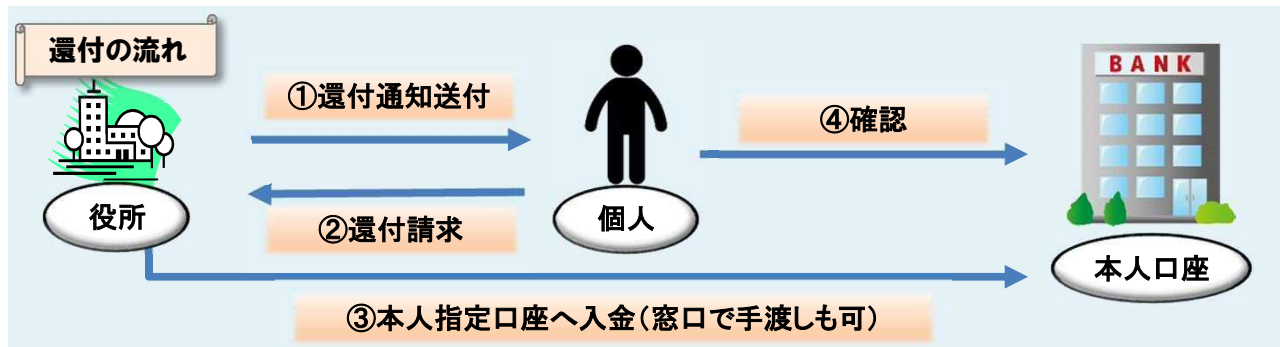 還付の流れ
①還付通知送付
BANK
④確認
役所
②還付請求
個人
本人口座
③本人指定口座へ入金(窓口で手渡しも可)